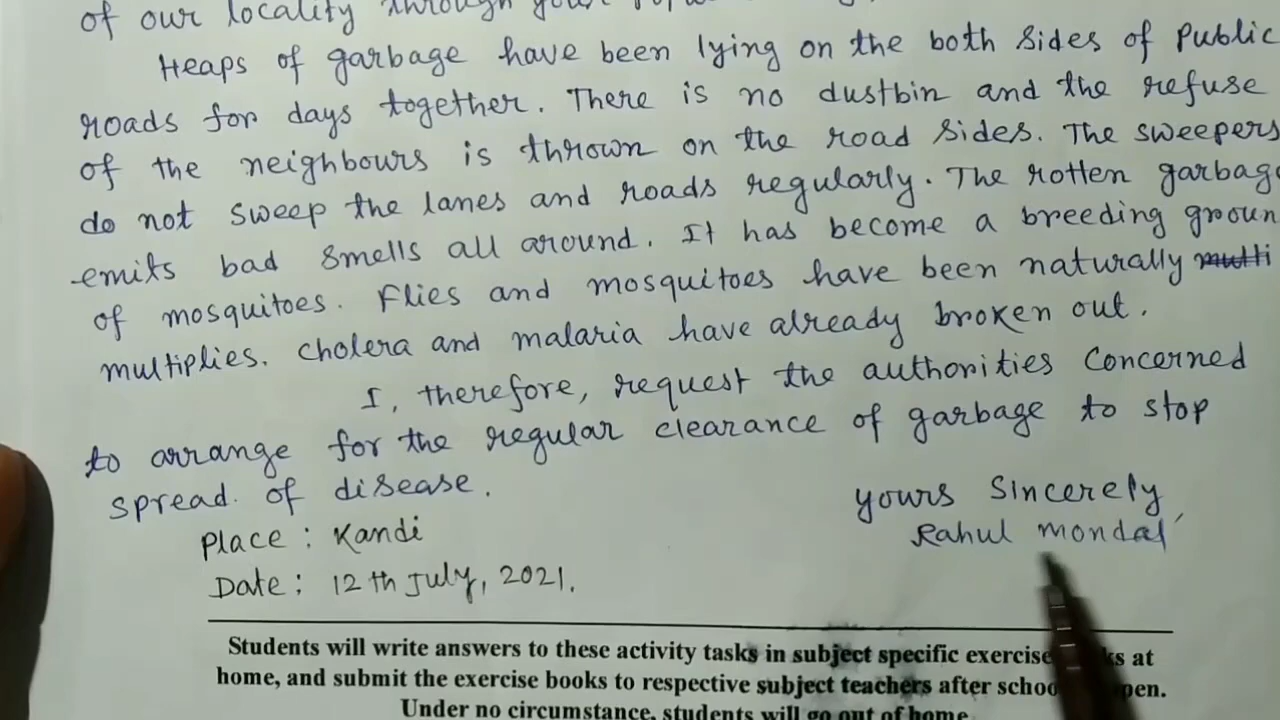 of our locality through your
Heaps of garbage have been lying on the both sides of public
roads for days together. There is no dustbin and the refuse
of the neighbours is thrown on the road sides. The sweepers
do not sweep the lanes and roads regularly. The rotten garbage
emits bad smells all around. It has become a breeding groun
of mosquitoes. Flies and mosquitoes have been naturally multi
multiplies. Cholera and malaria have already broken out.
I, therefore, request the authorities concerned
to arrange for the regular clearance of garbage to stop
spread of disease.
yours sincerely,
Rahul mondal
Place: Kandi
Date: 12th July, 2021.
Students will write answers to these activity tasks in subject specific exercise ks at
home, and submit the exercise books to respective subject teachers after schoo pen.
Under no circumstance, students will go out of home